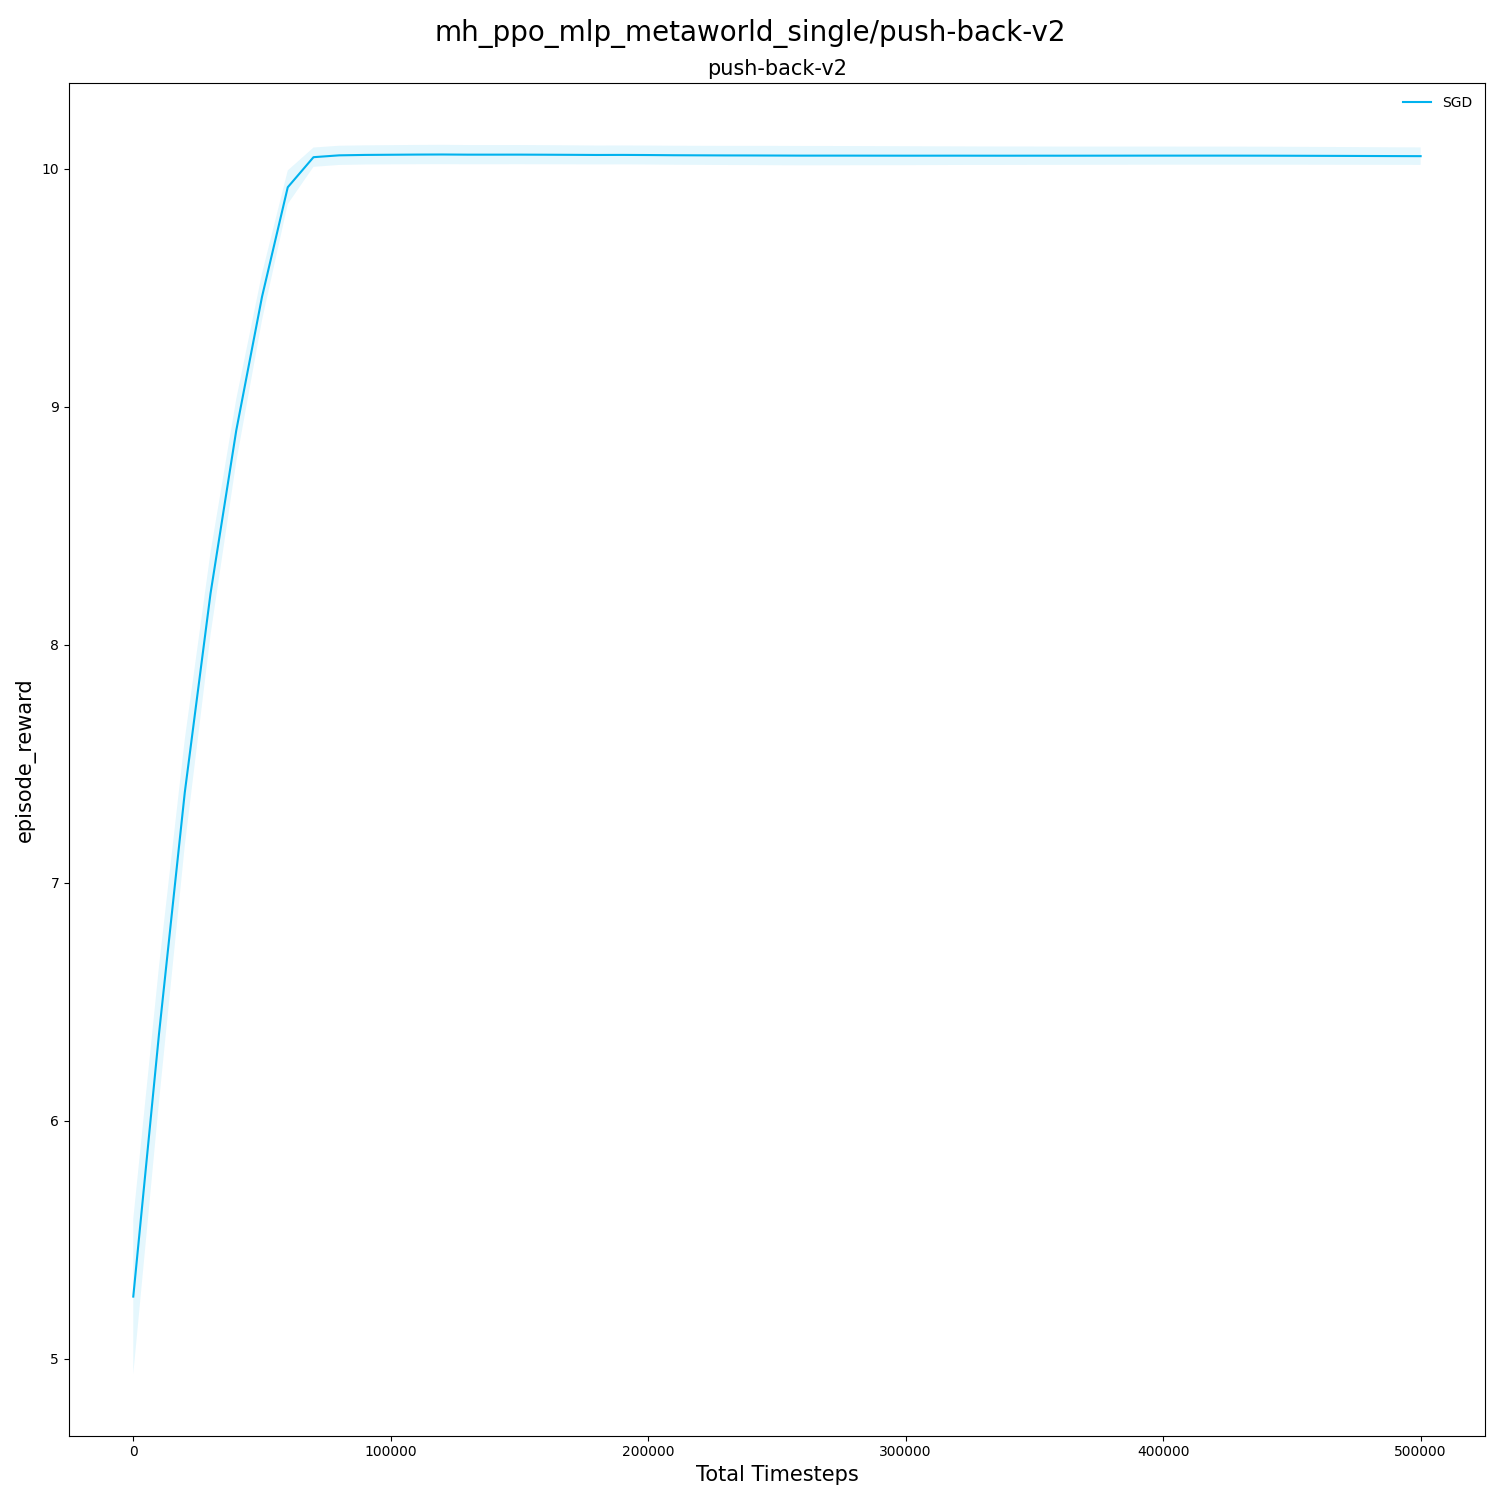 mh_ppo_mlp_metaworld_single/push-back-v2
push-back-v2
SGD
10
9
8
7
6
5
episode_reward
0 100000 200000 300000 400000 500000
Total Timesteps